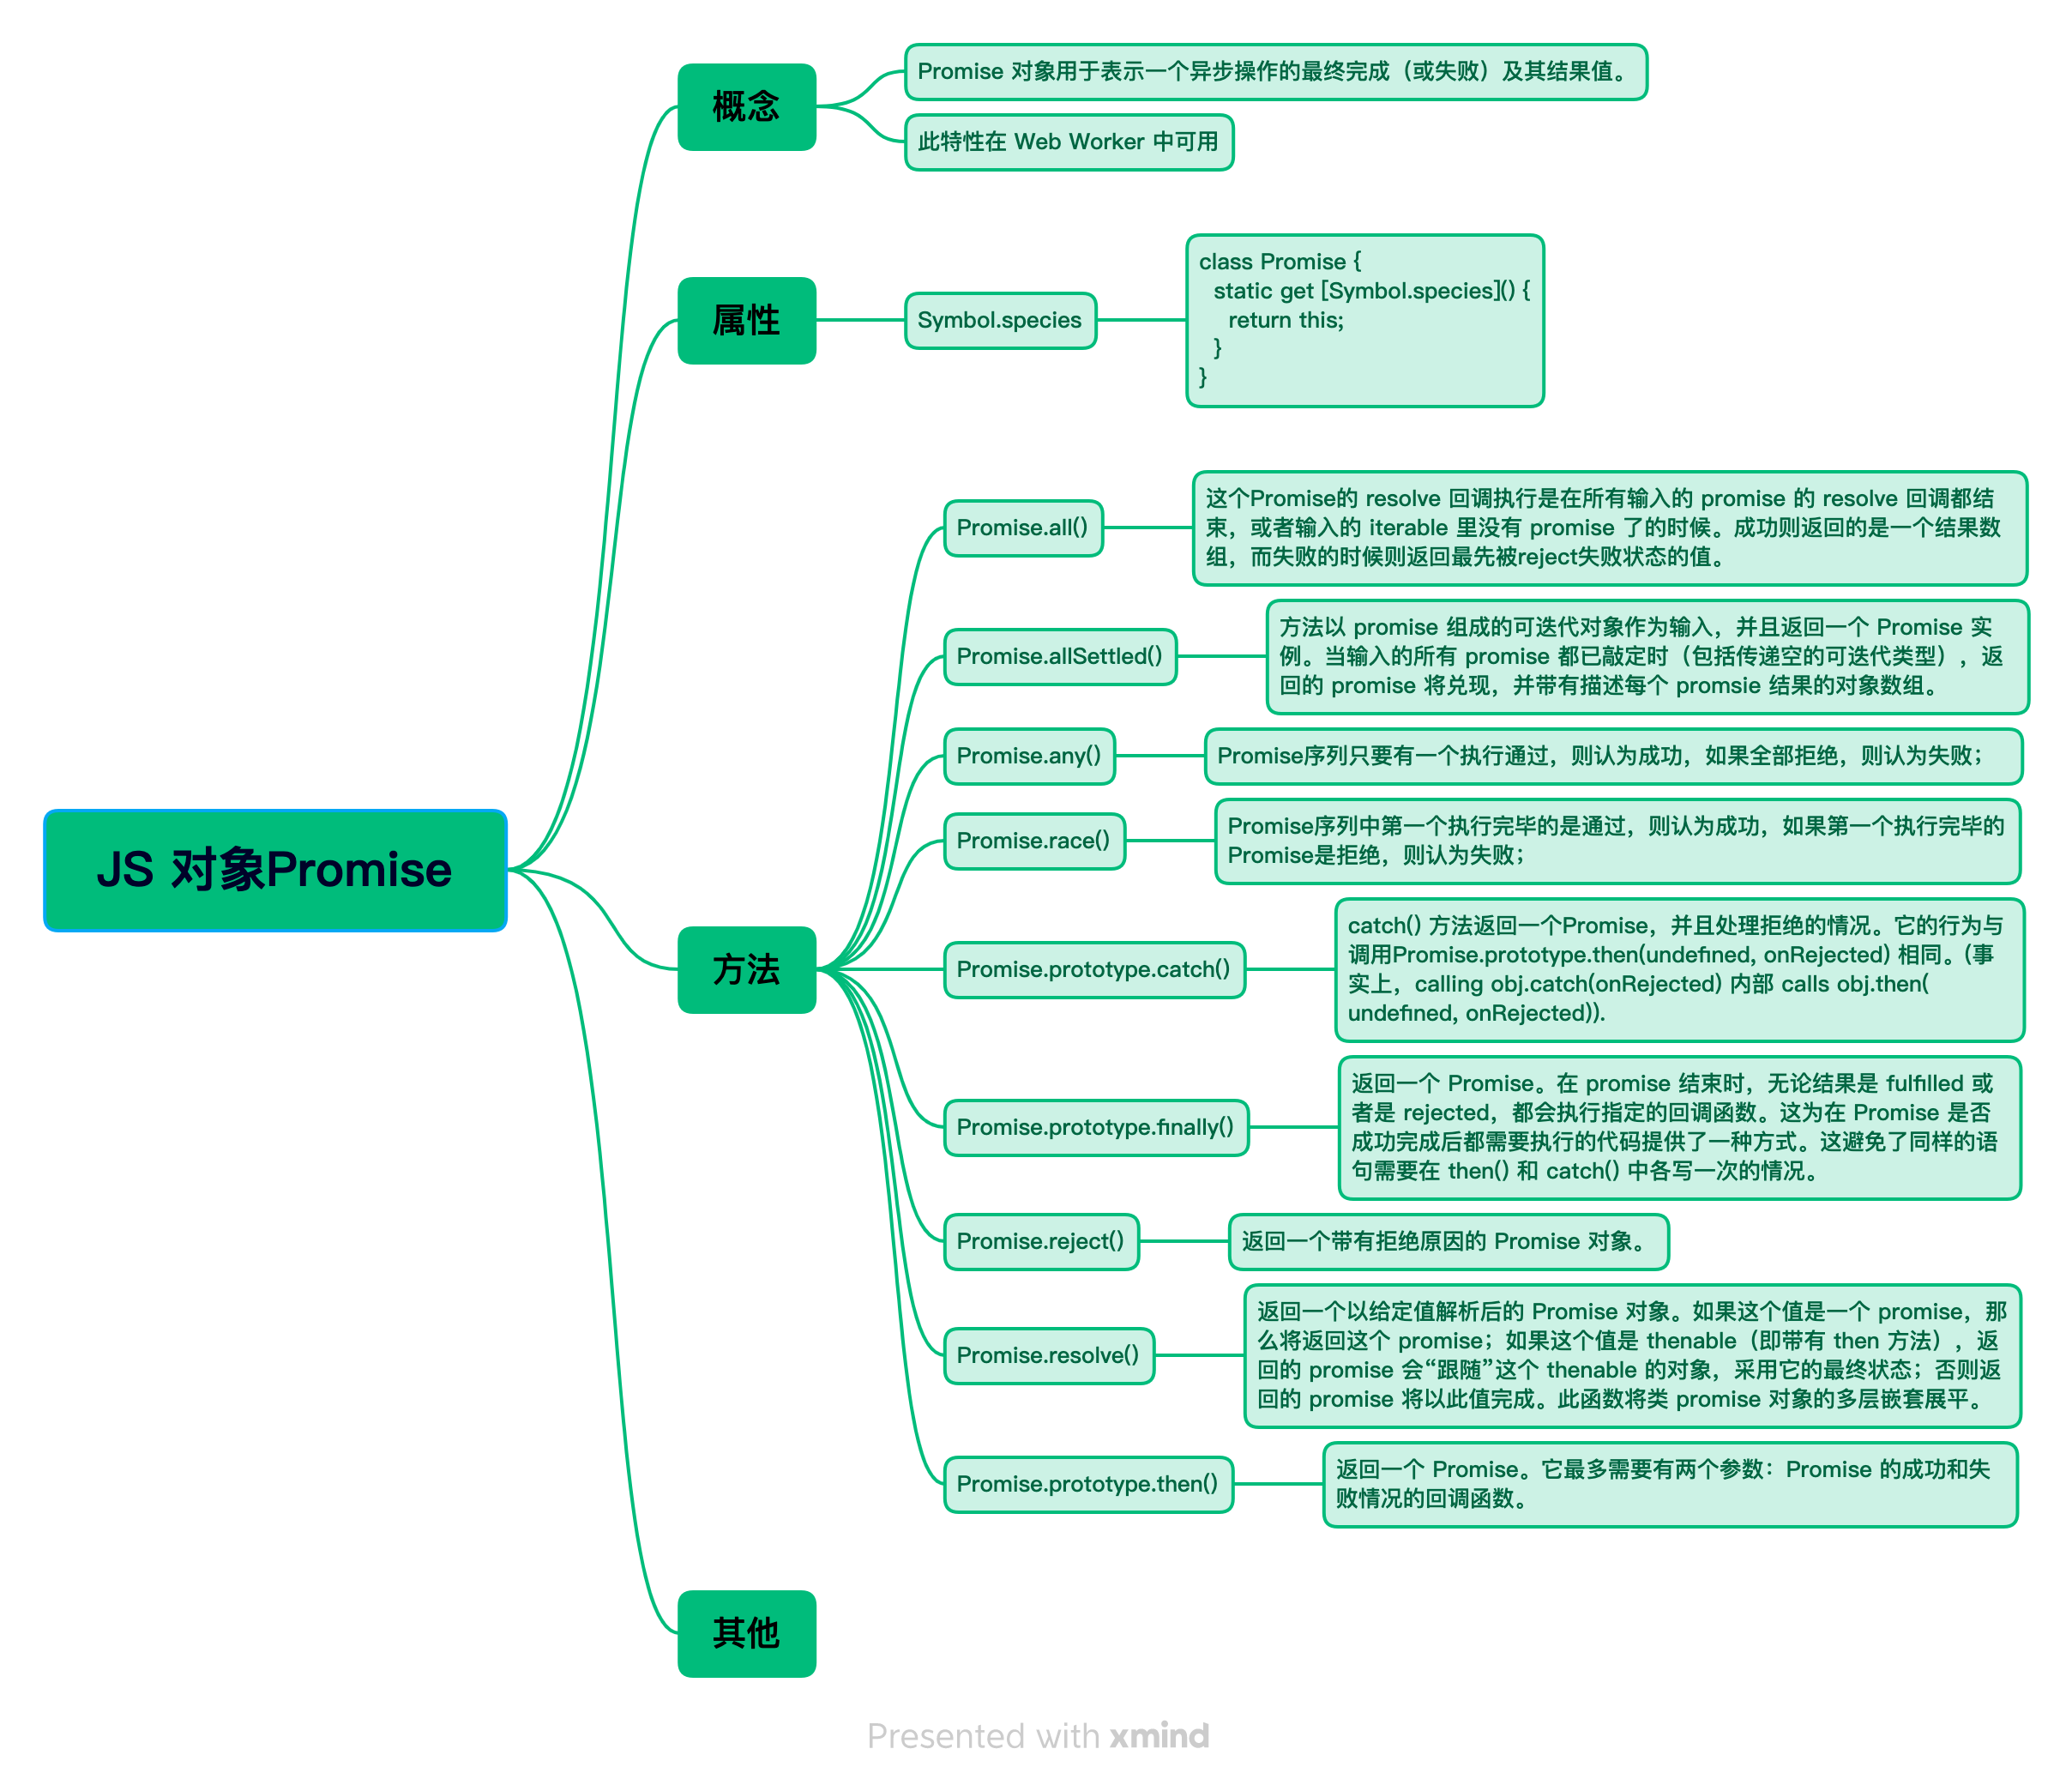 JS 对象Promise
概念
Promise 对象用于表示一个异步操作的最终完成（或失败）及其结果值。
此特性在 Web Worker 中可用
属性
Symbol.species
class Promise {
static get [Symbol.species]() {
return this;
}
}
方法
Promise.all()
这个Promise的 resolve 回调执行是在所有输入的 promise 的 resolve 回调都结
束，或者输入的 iterable 里没有 promise 了的时候。成功则返回的是一个结果数
组，而失败的时候则返回最先被reject失败状态的值。
Promise.allSettled()
方法以 promise 组成的可迭代对象作为输入，并且返回一个 Promise 实
例。当输入的所有 promise 都已敲定时（包括传递空的可迭代类型），返
回的 promise 将兑现，并带有描述每个 promsie 结果的对象数组。
Promise.any()
Promise序列只要有一个执行通过，则认为成功，如果全部拒绝，则认为失败；
Promise.race()
Promise序列中第一个执行完毕的是通过，则认为成功，如果第一个执行完毕的
Promise是拒绝，则认为失败；
Promise.prototype.catch()
catch() 方法返回一个Promise，并且处理拒绝的情况。它的行为与
调用Promise.prototype.then(undefined, onRejected) 相同。(事
实上，calling obj.catch(onRejected) 内部 calls obj.then(
undefined, onRejected)).
Promise.prototype.finally()
返回一个 Promise。在 promise 结束时，无论结果是 fulfilled 或
者是 rejected，都会执行指定的回调函数。这为在 Promise 是否
成功完成后都需要执行的代码提供了一种方式。这避免了同样的语
句需要在 then() 和 catch() 中各写一次的情况。
Promise.reject()
返回一个带有拒绝原因的 Promise 对象。
Promise.resolve()
返回一个以给定值解析后的 Promise 对象。如果这个值是一个 promise，那
么将返回这个 promise；如果这个值是 thenable（即带有 then 方法），返
回的 promise 会“跟随”这个 thenable 的对象，采用它的最终状态；否则返
回的 promise 将以此值完成。此函数将类 promise 对象的多层嵌套展平。
Promise.prototype.then()
返回一个 Promise。它最多需要有两个参数：Promise 的成功和失
败情况的回调函数。
其他
Presented with xmind